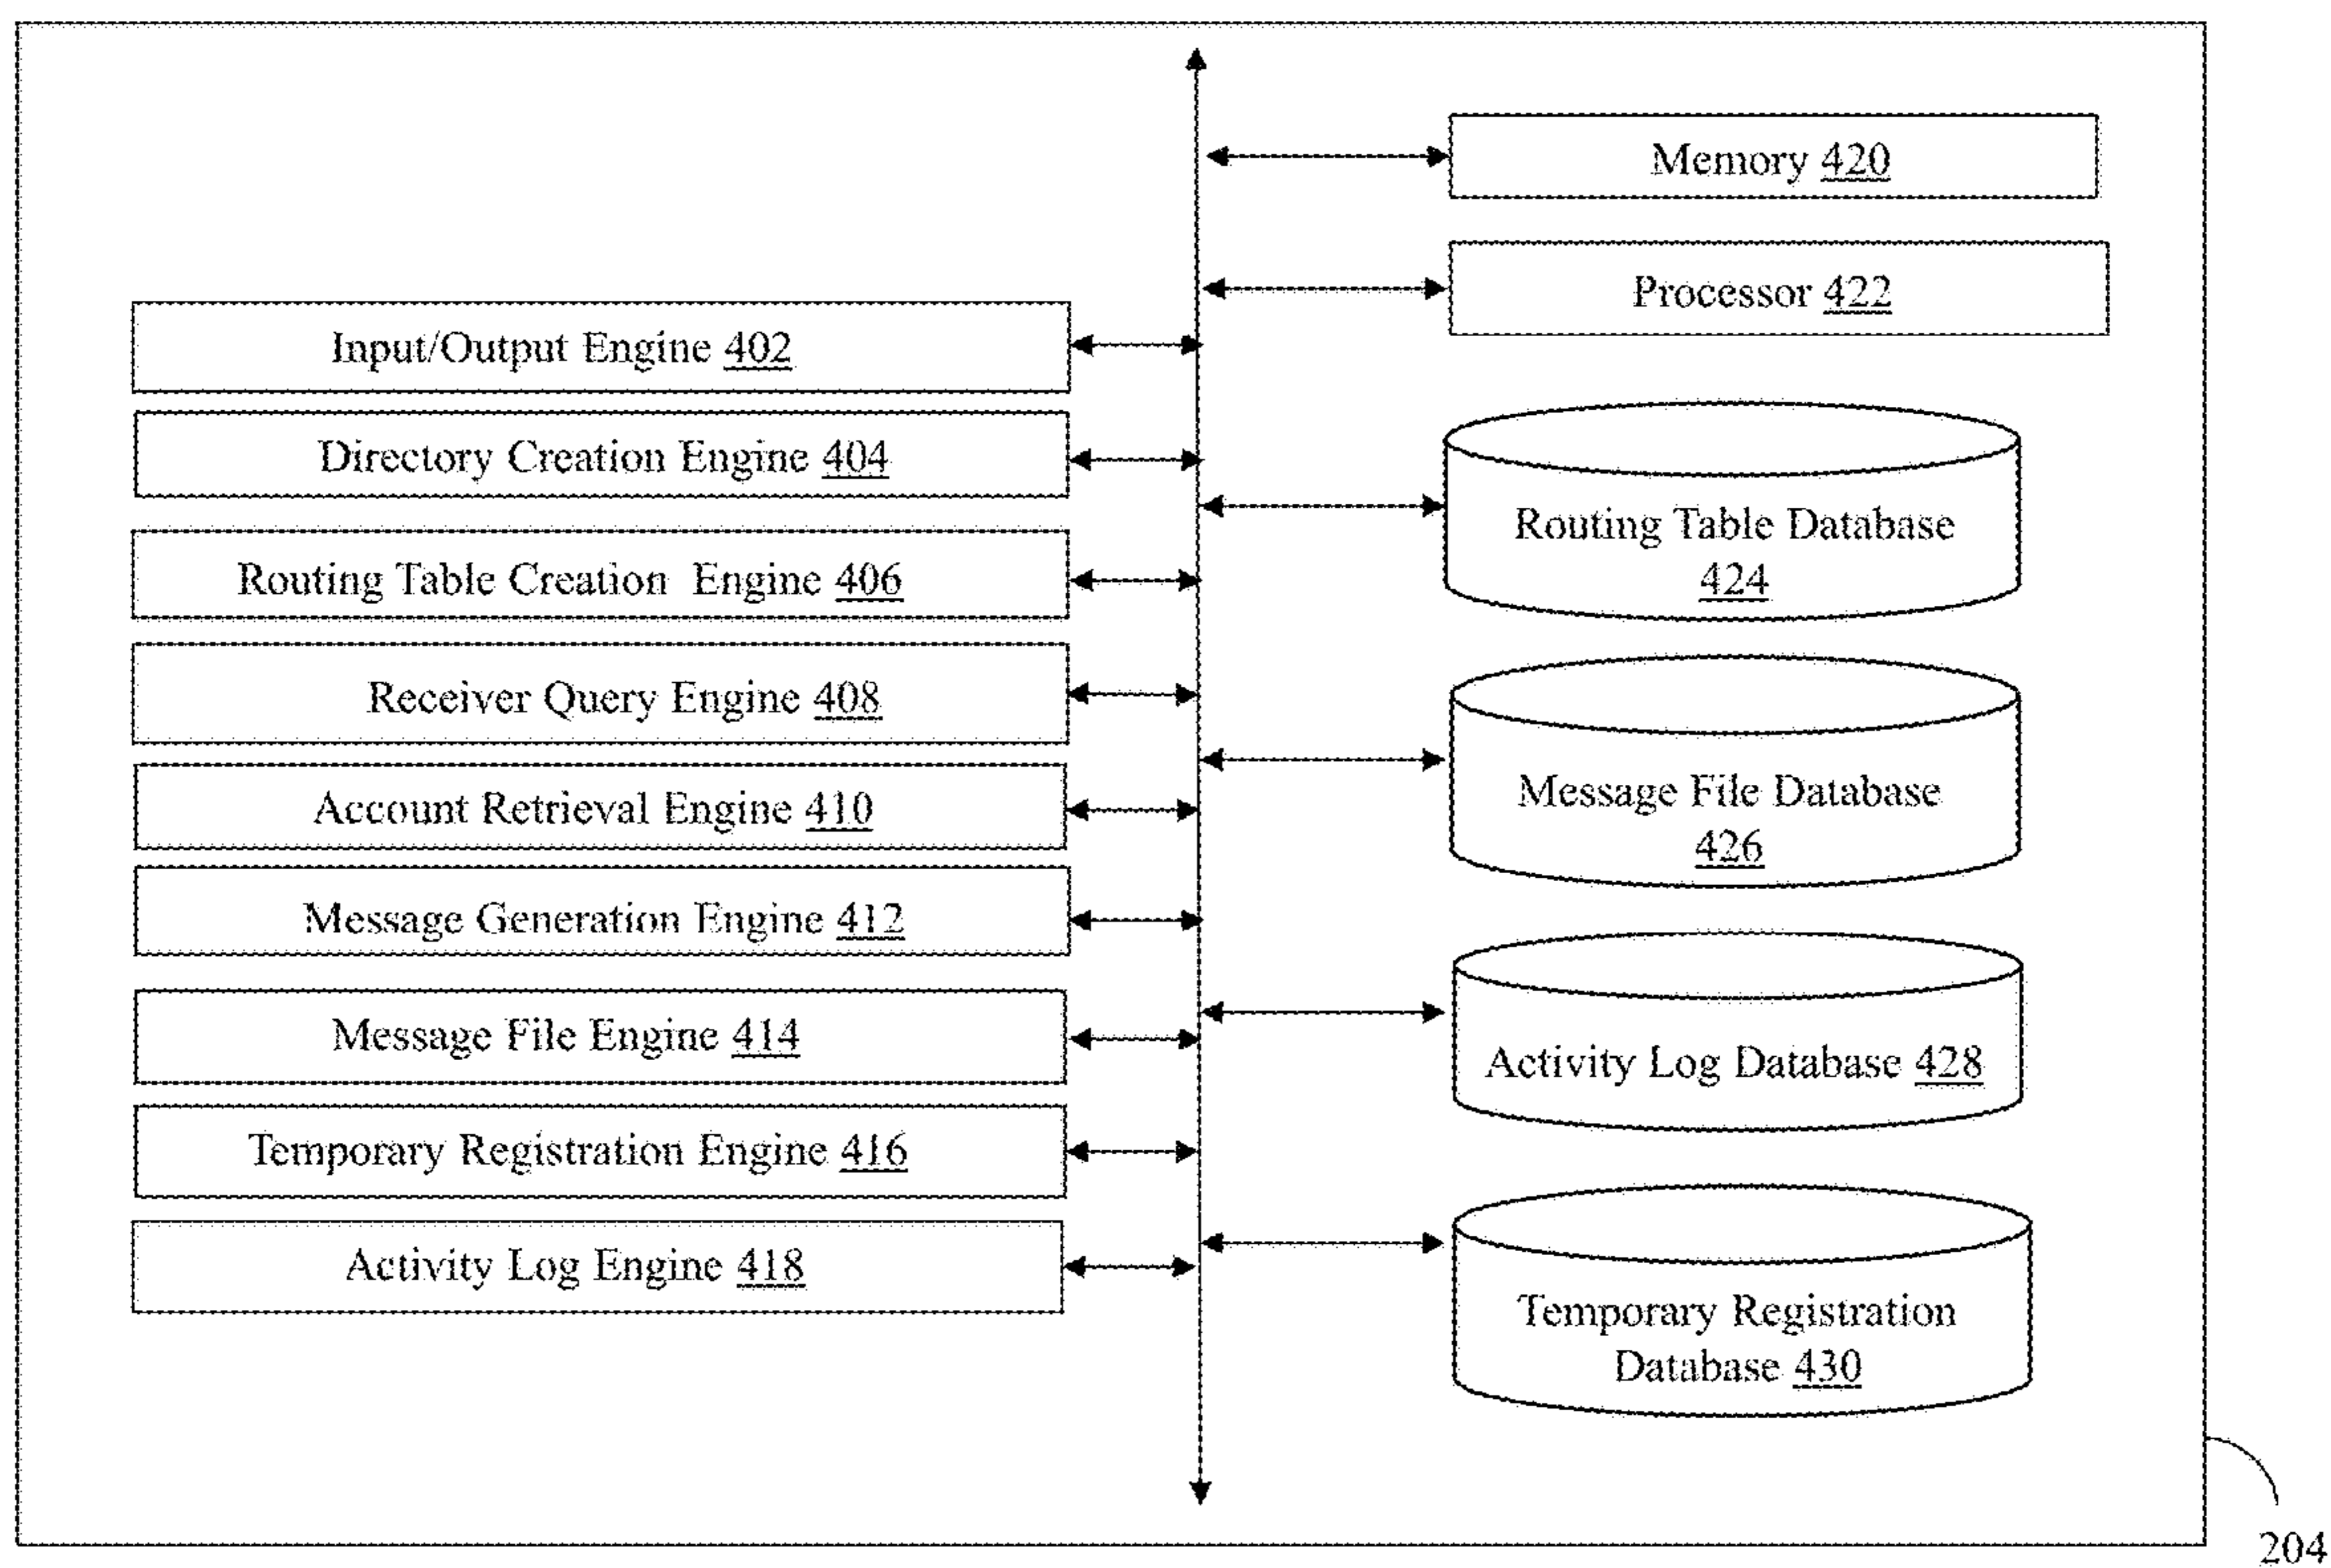 Memory 420
Processor 422
Input/Output Engine 402
Directory Creation Engine 404
Routing Table Creation Engine 406
Receiver Query Engine 408
Account Retrieval Engine 410
Message Generation Engine 412
Message File Engine 414
Temporary Registration Engine 416
Activity Log Engine 418
Routing Table Database
424
Message File Database
426
Activity Log Database 428
Temporary Registration
Database 430
204